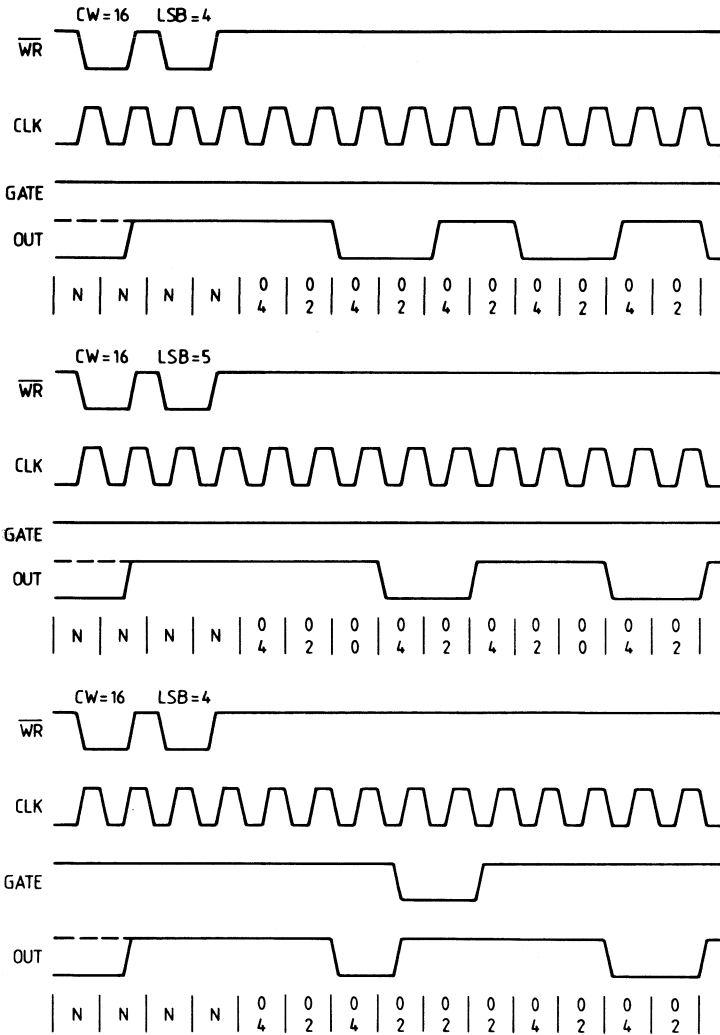 CW=16 LSB=4
WR
CLK
GATE
OUT
N N N N 0 0 0 0 0 0 0 0 0 0
4 2 4 2 4 2 4 2 4 2
CW=16 LSB=5
WR
CLK
GATE
OUT
N N N N 0 0 0 0 0 0 0 0 0 0
4 2 0 4 2 4 2 0 4 2
CW=16 LSB=4
WR
CLK
GATE
OUT
N N N N 0 0 0 0 0 0 0 0 0 0
4 2 4 2 2 2 4 2 4 2